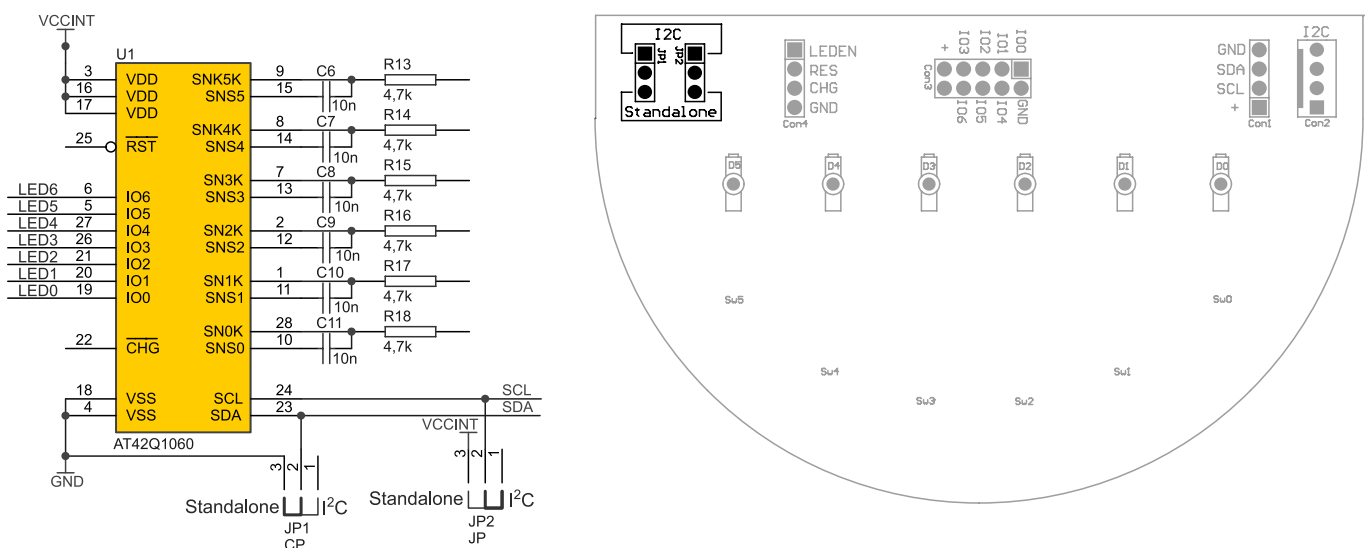 VCCINT
U1
3 VDD SNK5K 9 C6 R13
16 VDD SNS5 15
17 VDD 10n 4,7k
SNK4K 8 C7 R14
25 RST SNS4 14
10n 4,7k
SN3K 7 C8 R15
LED6 6 IO6 SNS3 13
LED5 5 IO5 10n 4,7k
LED4 27 IO4 SN2K 2 C9 R16
LED3 26 IO3 SNS2 12
LED2 21 IO2 10n 4,7k
LED1 20 IO1 SN1K 1 C10 R17
LED0 19 IO0 SNS1 11
10n 4,7k
SN0K 28 C11 R18
22 CHG SNS0 10
10n 4,7k
18 VSS SCL 24 SCL
4 VSS SDA 23 SDA
AT42Q1060
VCCINT
GND
3 2 1
3 2 1
Standalone I²C
JP1
CP
Standalone I²C
JP2
JP
I2C
JP1 JP2
Standalone
LEDEN
RES
CHG
GND
Con4
+ IO3 IO2 IO1 IO0
Con3
IO6 IO5 IO4 GND
GND
SDA
SCL
+
Con1
I2C
Con2
D5 D4 D3 D2 D1 D0
Sw5 Sw0
Sw4 Sw1
Sw3 Sw2